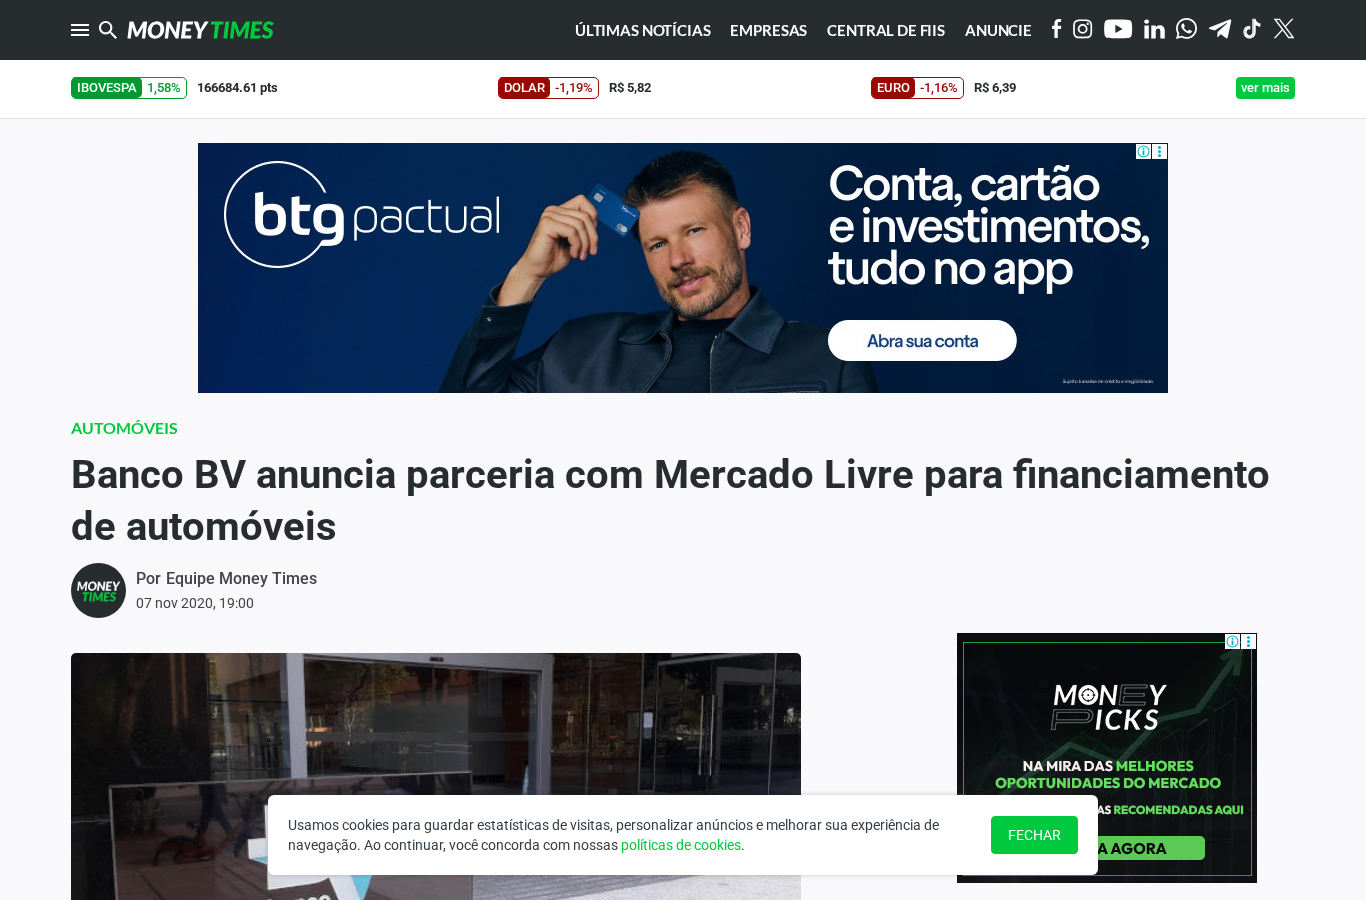 MONEY TIMES
ÚLTIMAS NOTÍCIAS EMPRESAS CENTRAL DE FIIS ANUNCIE
IBOVESPA 1,58% 166684.61 pts
DOLAR -1,19% R$ 5,82
EURO -1,16% R$ 6,39
ver mais
btg pactual
Conta, cartão
e investimentos,
tudo no app
Abra sua conta
Sujeito à análise de crédito e elegibilidade.
AUTOMÓVEIS
Banco BV anuncia parceria com Mercado Livre para financiamento
de automóveis
MONEY
TIMES
Por Equipe Money Times
07 nov 2020, 19:00
MONEY
PICKS
NA MIRA DAS MELHORES
OPORTUNIDADES DO MERCADO
RECOMENDADAS AQUI
AGORA
Usamos cookies para guardar estatísticas de visitas, personalizar anúncios e melhorar sua experiência de
navegação. Ao continuar, você concorda com nossas políticas de cookies.
FECHAR